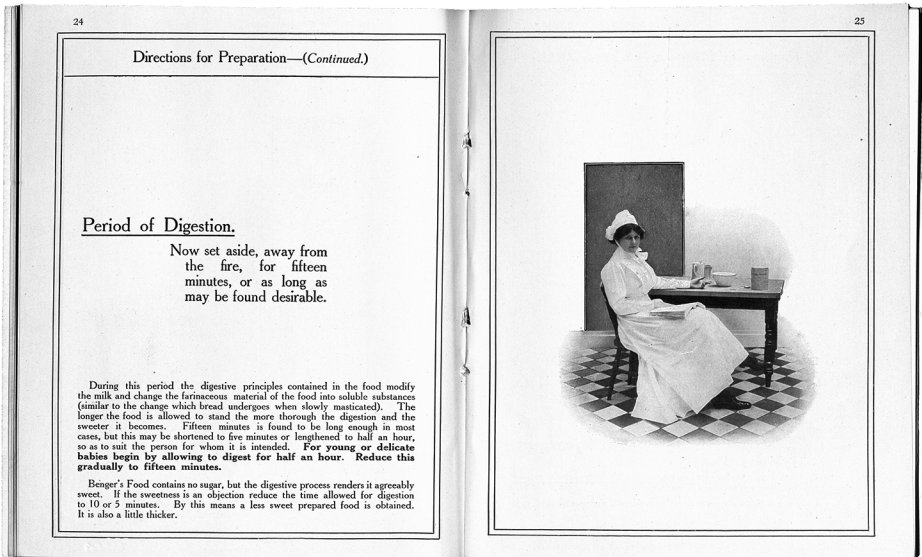 24
Directions for Preparation—(Continued.)
Period of Digestion.
Now set aside, away from
the fire, for fifteen
minutes, or as long as
may be found desirable.
During this period the digestive principles contained in the food modify
the milk and change the farinaceous material of the food into soluble substances
(similar to the change which bread undergoes when slowly masticated). The
longer the food is allowed to stand the more thorough the digestion and the
sweeter it becomes. Fifteen minutes is found to be long enough in most
cases, but this may be shortened to five minutes or lengthened to half an hour,
so as to suit the person for whom it is intended. For young or delicate
babies begin by allowing to digest for half an hour. Reduce this
gradually to fifteen minutes.
Benger's Food contains no sugar, but the digestive process renders it agreeably
sweet. If the sweetness is an objection reduce the time allowed for digestion
to 10 or 5 minutes. By this means a less sweet prepared food is obtained.
It is also a little thicker.
25